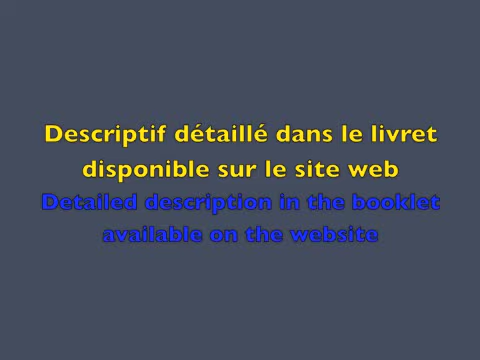 Descriptif détaillé dans le livret
disponible sur le site web
Detailed description in the booklet
available on the website